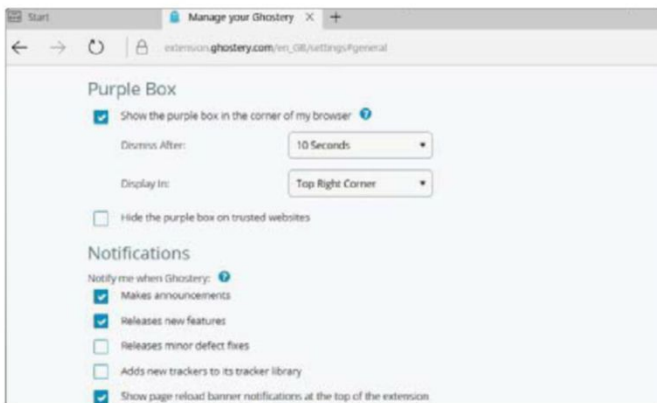 Start
Manage your Ghostery
extension.ghostery.com/en_GB/settings#general
Purple Box
Show the purple box in the corner of my browser ?
Dismiss After: 10 Seconds
Display In: Top Right Corner
Hide the purple box on trusted websites
Notifications
Notify me when Ghostery: ?
Makes announcements
Releases new features
Releases minor defect fixes
Adds new trackers to its tracker library
Show page reload banner notifications at the top of the extension